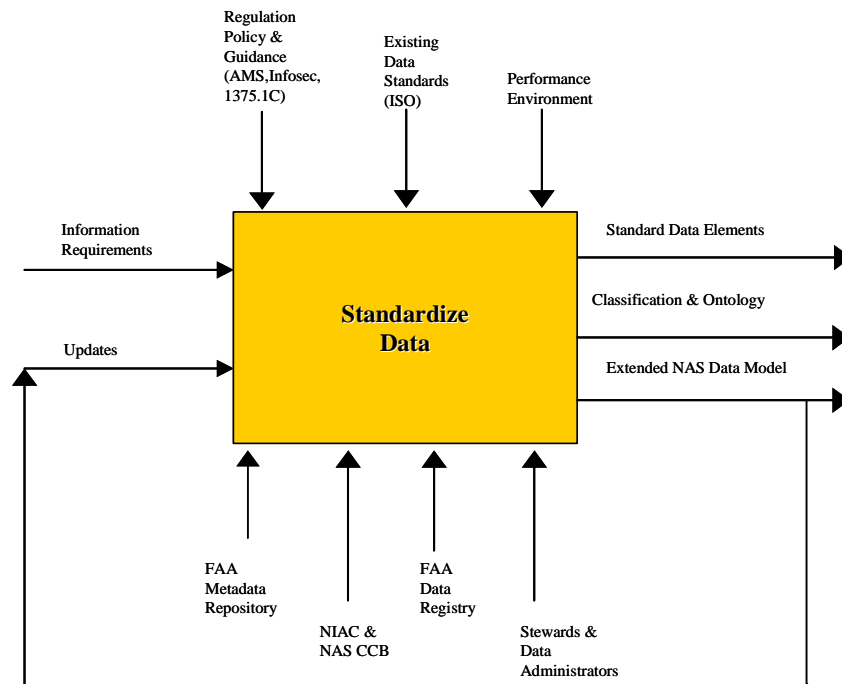 Regulation
Policy &
Guidance
(AMS,Infosec,
1375.1C)
Existing
Data
Standards
(ISO)
Performance
Environment
Information
Requirements
Standard Data Elements
Classification & Ontology
Standardize
Data
Updates
Extended NAS Data Model
FAA
Metadata
Repository
NIAC &
NAS CCB
FAA
Data
Registry
Stewards &
Data
Administrators